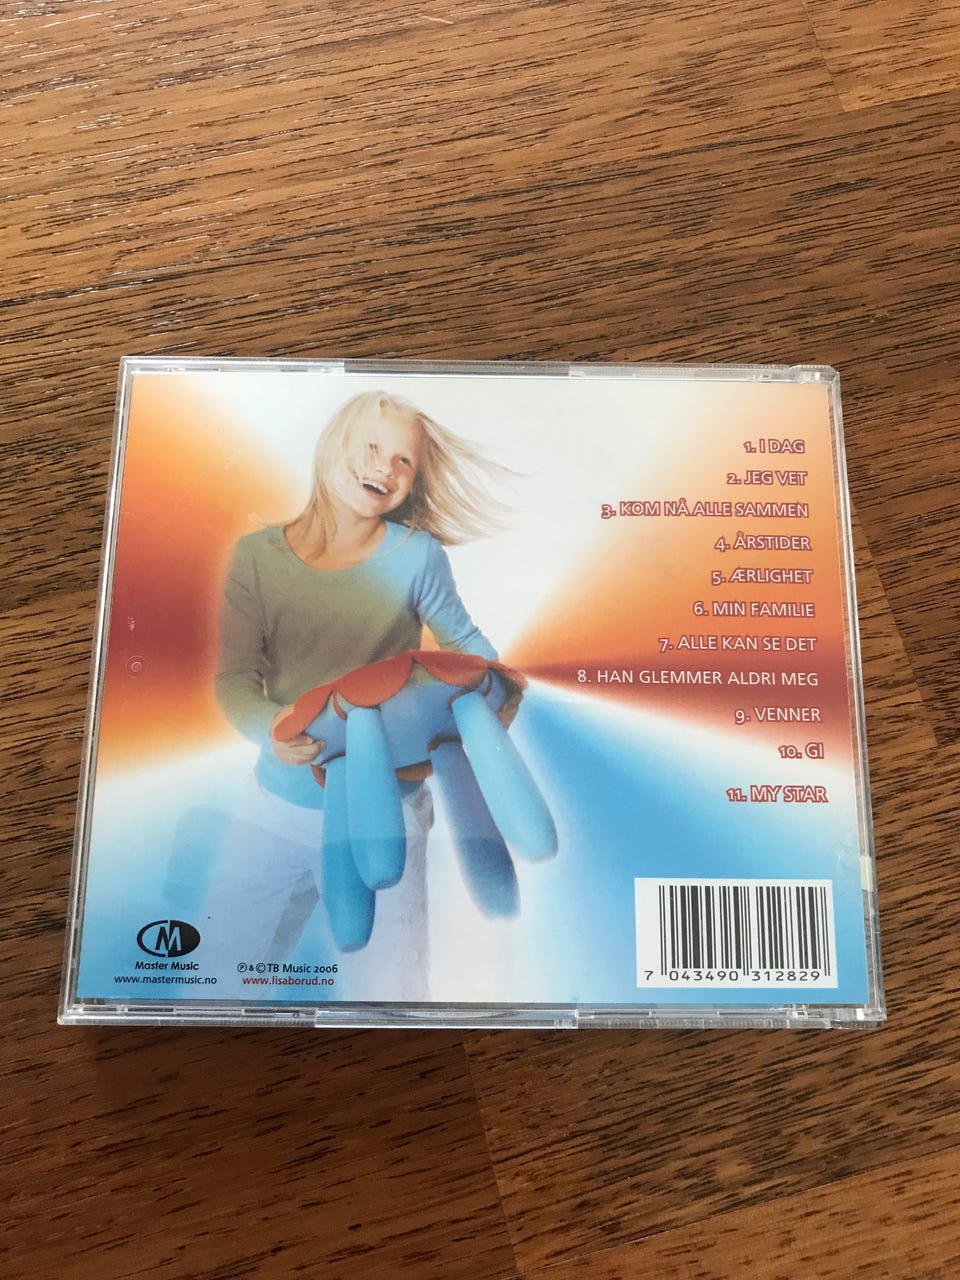 1. I DAG
2. JEG VET
3. KOM NÅ ALLE SAMMEN
4. ÅRSTIDER
5. ÆRLIGHET
6. MIN FAMILIE
7. ALLE KAN SE DET
8. HAN GLEMMER ALDRI MEG
9. VENNER
10. GI
11. MY STAR
M
Master Music
www.mastermusic.no
℗ & © TB Music 2006
www.lisaborud.no
7 043490 312829